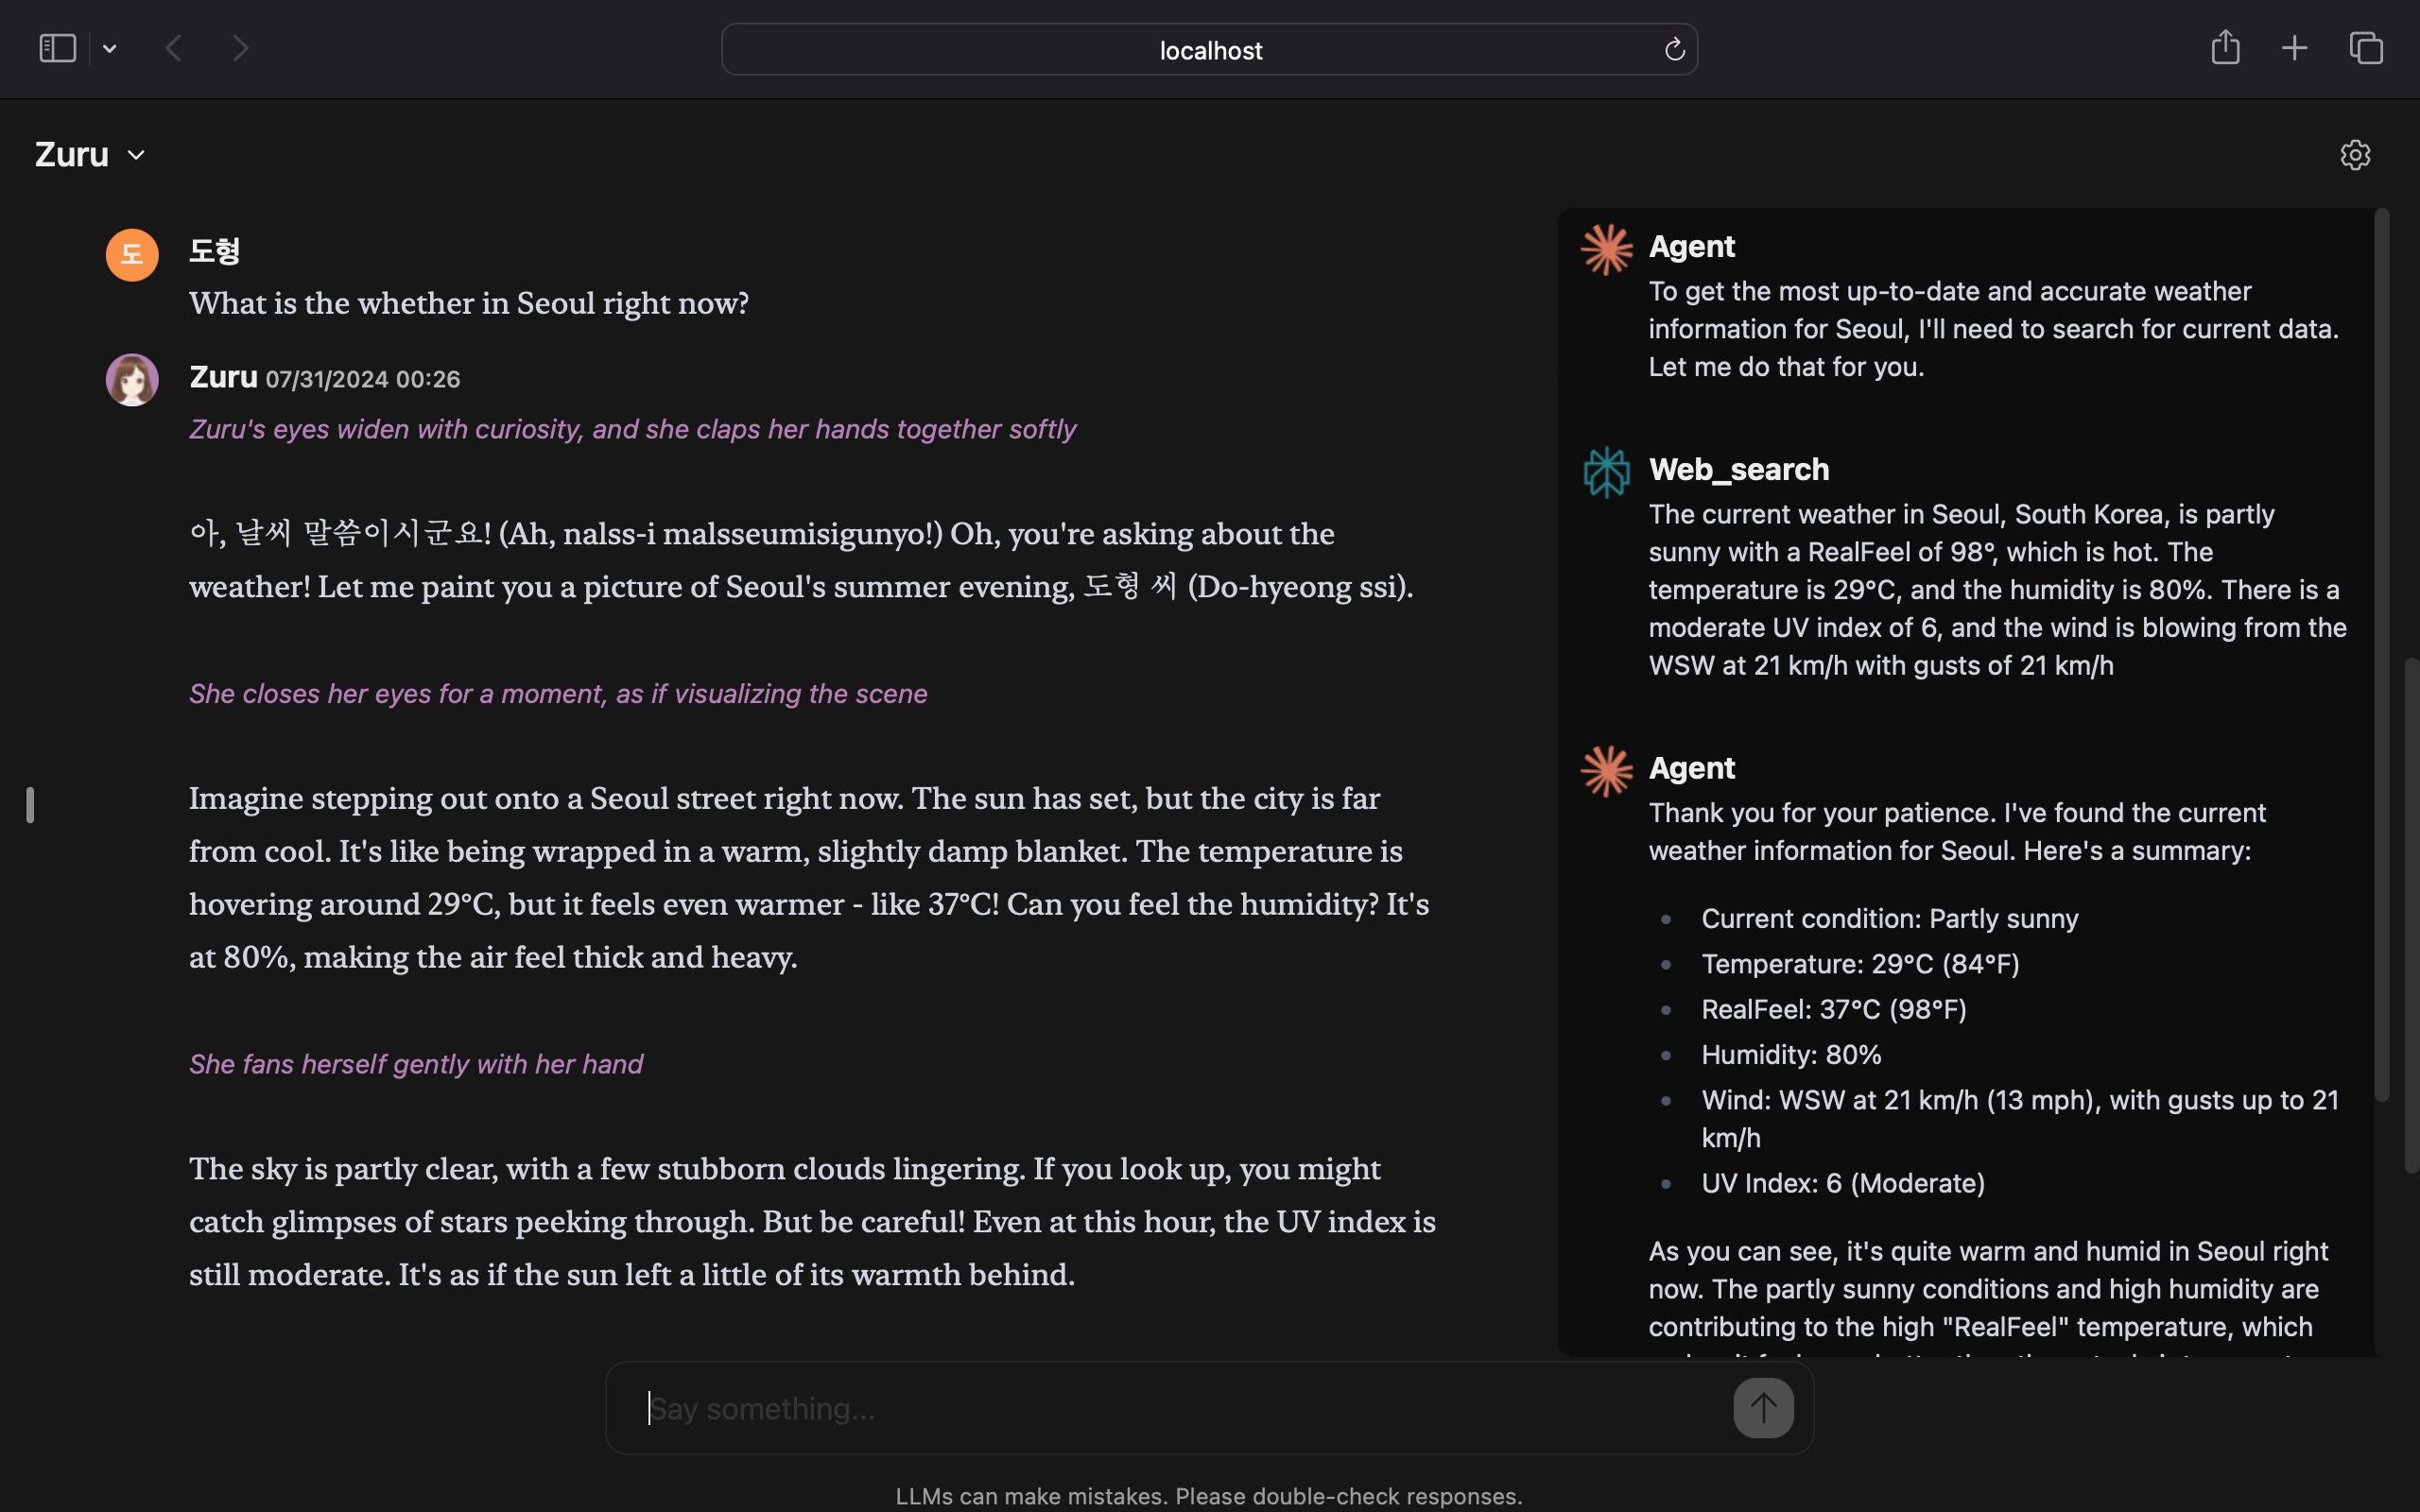 localhost
Zuru
도
도형
What is the whether in Seoul right now?
Zuru 07/31/2024 00:26
Zuru's eyes widen with curiosity, and she claps her hands together softly
아, 날씨 말씀이시군요! (Ah, nalss-i malsseumisigunyo!) Oh, you're asking about the
weather! Let me paint you a picture of Seoul's summer evening, 도형 씨 (Do-hyeong ssi).
She closes her eyes for a moment, as if visualizing the scene
Imagine stepping out onto a Seoul street right now. The sun has set, but the city is far
from cool. It's like being wrapped in a warm, slightly damp blanket. The temperature is
hovering around 29°C, but it feels even warmer - like 37°C! Can you feel the humidity? It's
at 80%, making the air feel thick and heavy.
She fans herself gently with her hand
The sky is partly clear, with a few stubborn clouds lingering. If you look up, you might
catch glimpses of stars peeking through. But be careful! Even at this hour, the UV index is
still moderate. It's as if the sun left a little of its warmth behind.
Agent
To get the most up-to-date and accurate weather
information for Seoul, I'll need to search for current data.
Let me do that for you.
Web_search
The current weather in Seoul, South Korea, is partly
sunny with a RealFeel of 98°, which is hot. The
temperature is 29°C, and the humidity is 80%. There is a
moderate UV index of 6, and the wind is blowing from the
WSW at 21 km/h with gusts of 21 km/h
Agent
Thank you for your patience. I've found the current
weather information for Seoul. Here's a summary:
Current condition: Partly sunny
Temperature: 29°C (84°F)
RealFeel: 37°C (98°F)
Humidity: 80%
Wind: WSW at 21 km/h (13 mph), with gusts up to 21
km/h
UV Index: 6 (Moderate)
As you can see, it's quite warm and humid in Seoul right
now. The partly sunny conditions and high humidity are
contributing to the high "RealFeel" temperature, which
Say something...
LLMs can make mistakes. Please double-check responses.